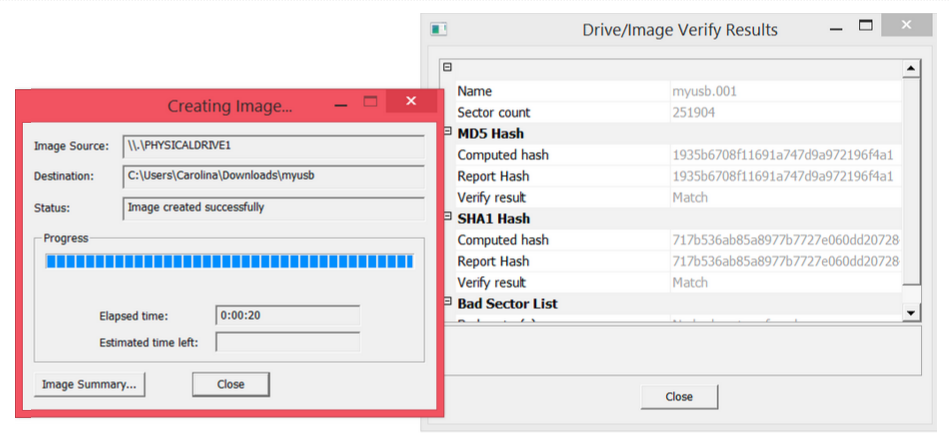 Creating Image...
Image Source:
\\.\PHYSICALDRIVE1
Destination:
C:\Users\Carolina\Downloads\myusb
Status:
Image created successfully
Progress
Elapsed time:
0:00:20
Estimated time left:
Image Summary...
Close
Drive/Image Verify Results
Name
myusb.001
Sector count
251904
MD5 Hash
Computed hash
1935b6708f11691a747d9a972196f4a1
Report Hash
1935b6708f11691a747d9a972196f4a1
Verify result
Match
SHA1 Hash
Computed hash
717b536ab85a8977b7727e060dd20728
Report Hash
717b536ab85a8977b7727e060dd20728
Verify result
Match
Bad Sector List
Close